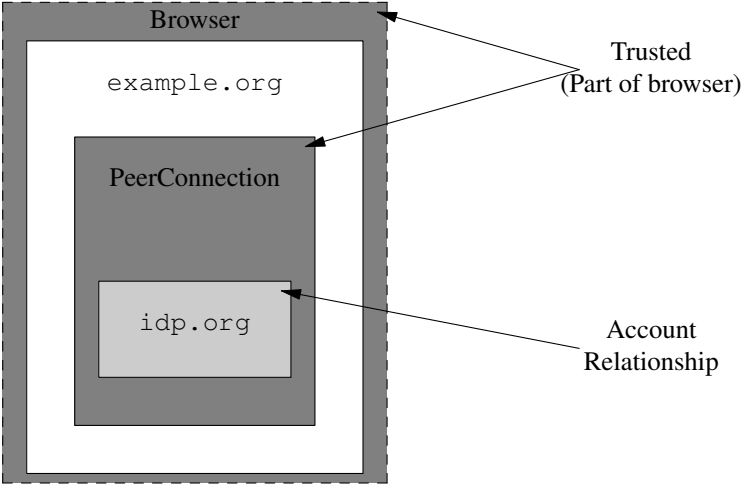 Browser
example.org
Trusted
(Part of browser)
PeerConnection
idp.org
Account
Relationship